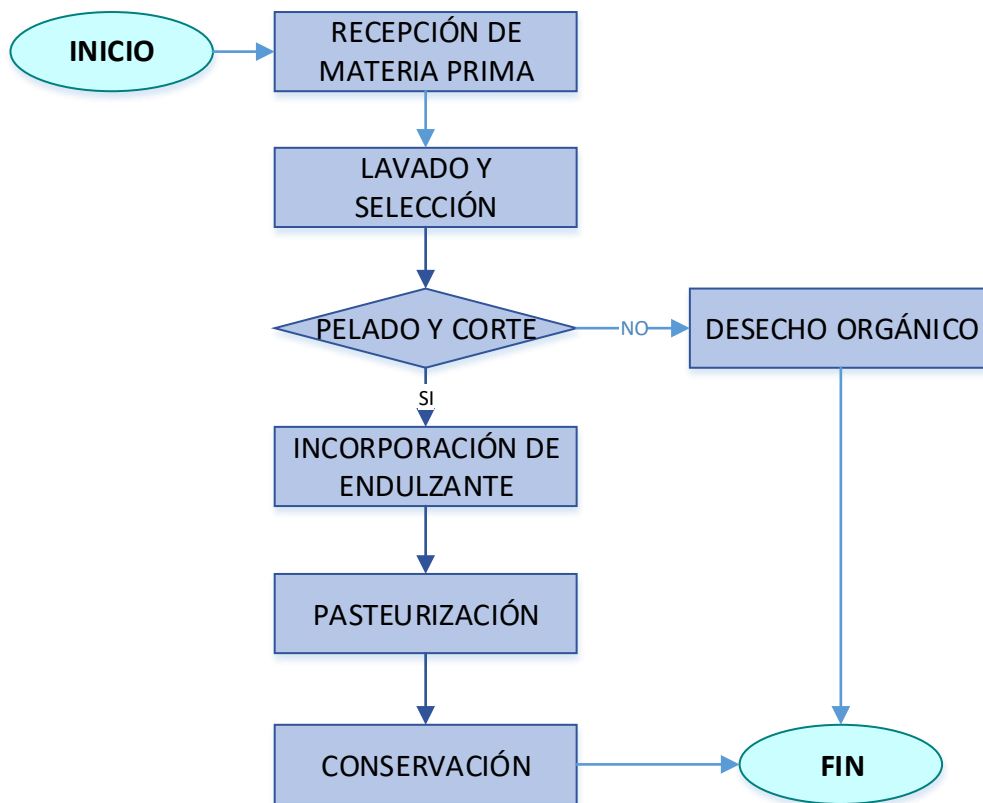 INICIO
RECEPCIÓN DE
MATERIA PRIMA
LAVADO Y
SELECCIÓN
PELADO Y CORTE
NO
DESECHO ORGÁNICO
SI
INCORPORACIÓN DE
ENDULZANTE
PASTEURIZACIÓN
CONSERVACIÓN
FIN